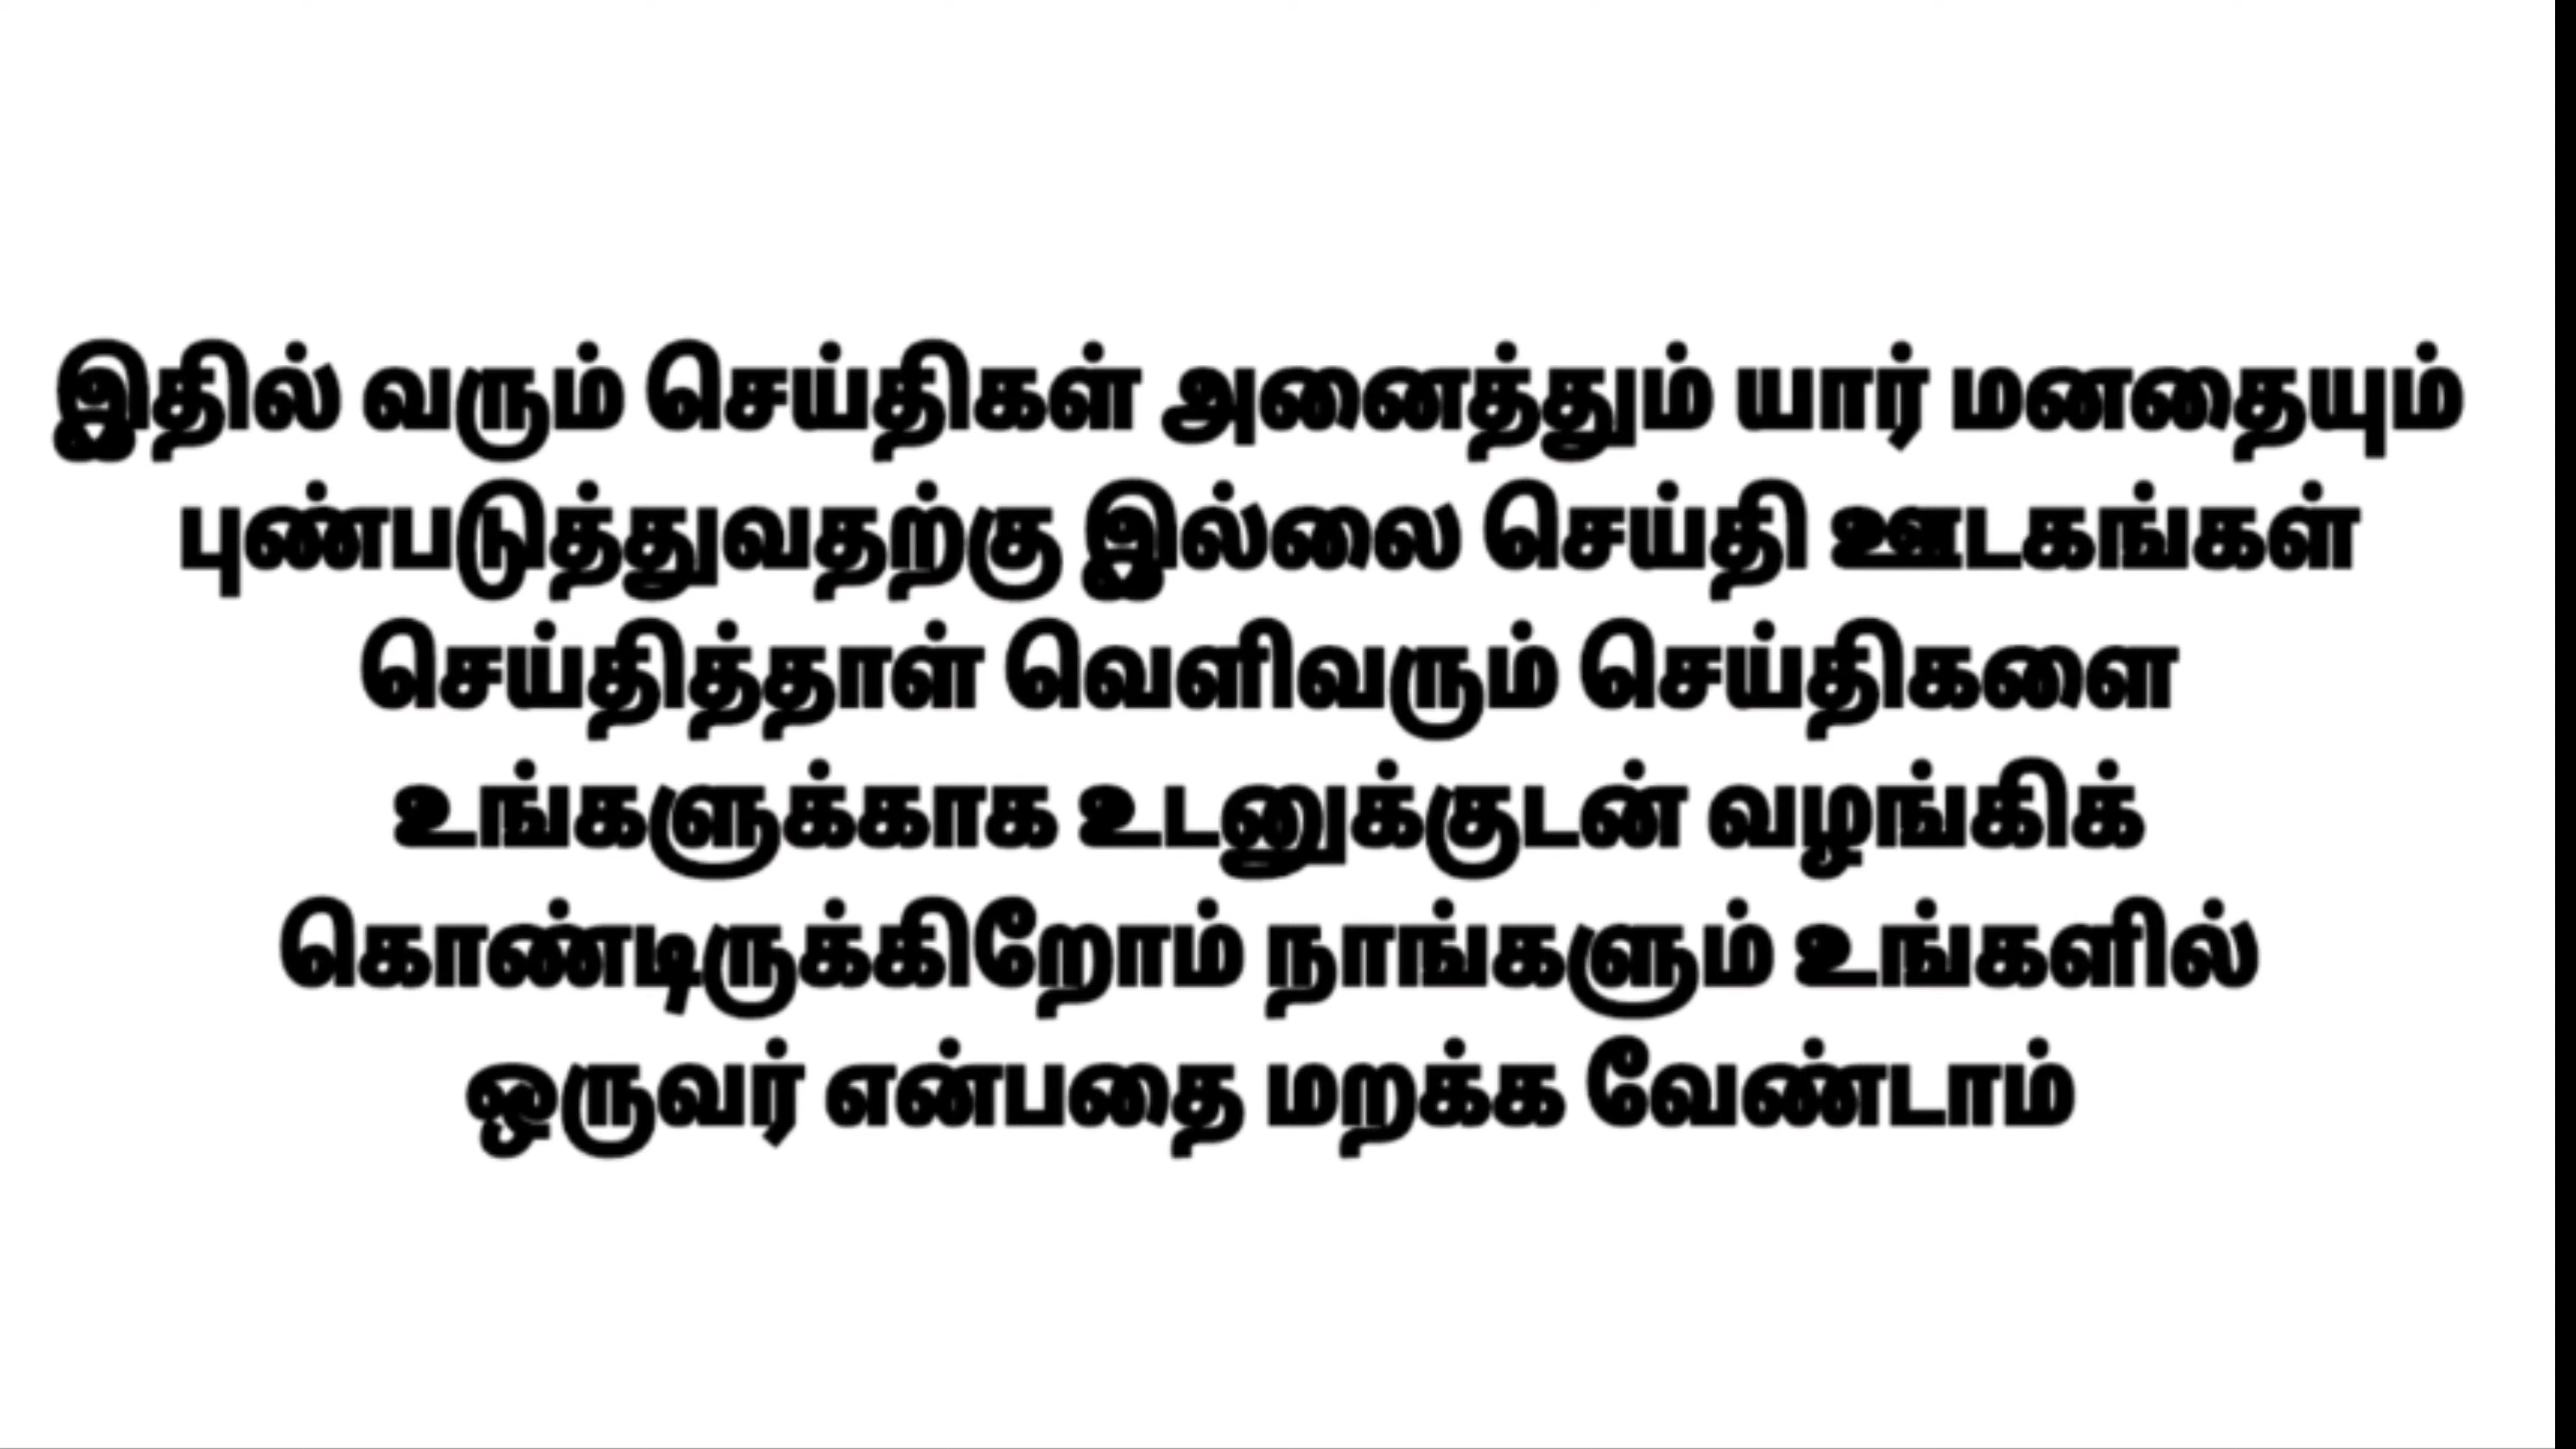 இதில் வரும் செய்திகள் அனைத்தும் யார் மனதையும்
புண்படுத்துவதற்கு இல்லை செய்தி ஊடகங்கள்
செய்தித்தாள் வெளிவரும் செய்திகளை
உங்களுக்காக உடனுக்குடன் வழங்கிக்
கொண்டிருக்கிறோம் நாங்களும் உங்களில்
ஒருவர் என்பதை மறக்க வேண்டாம்